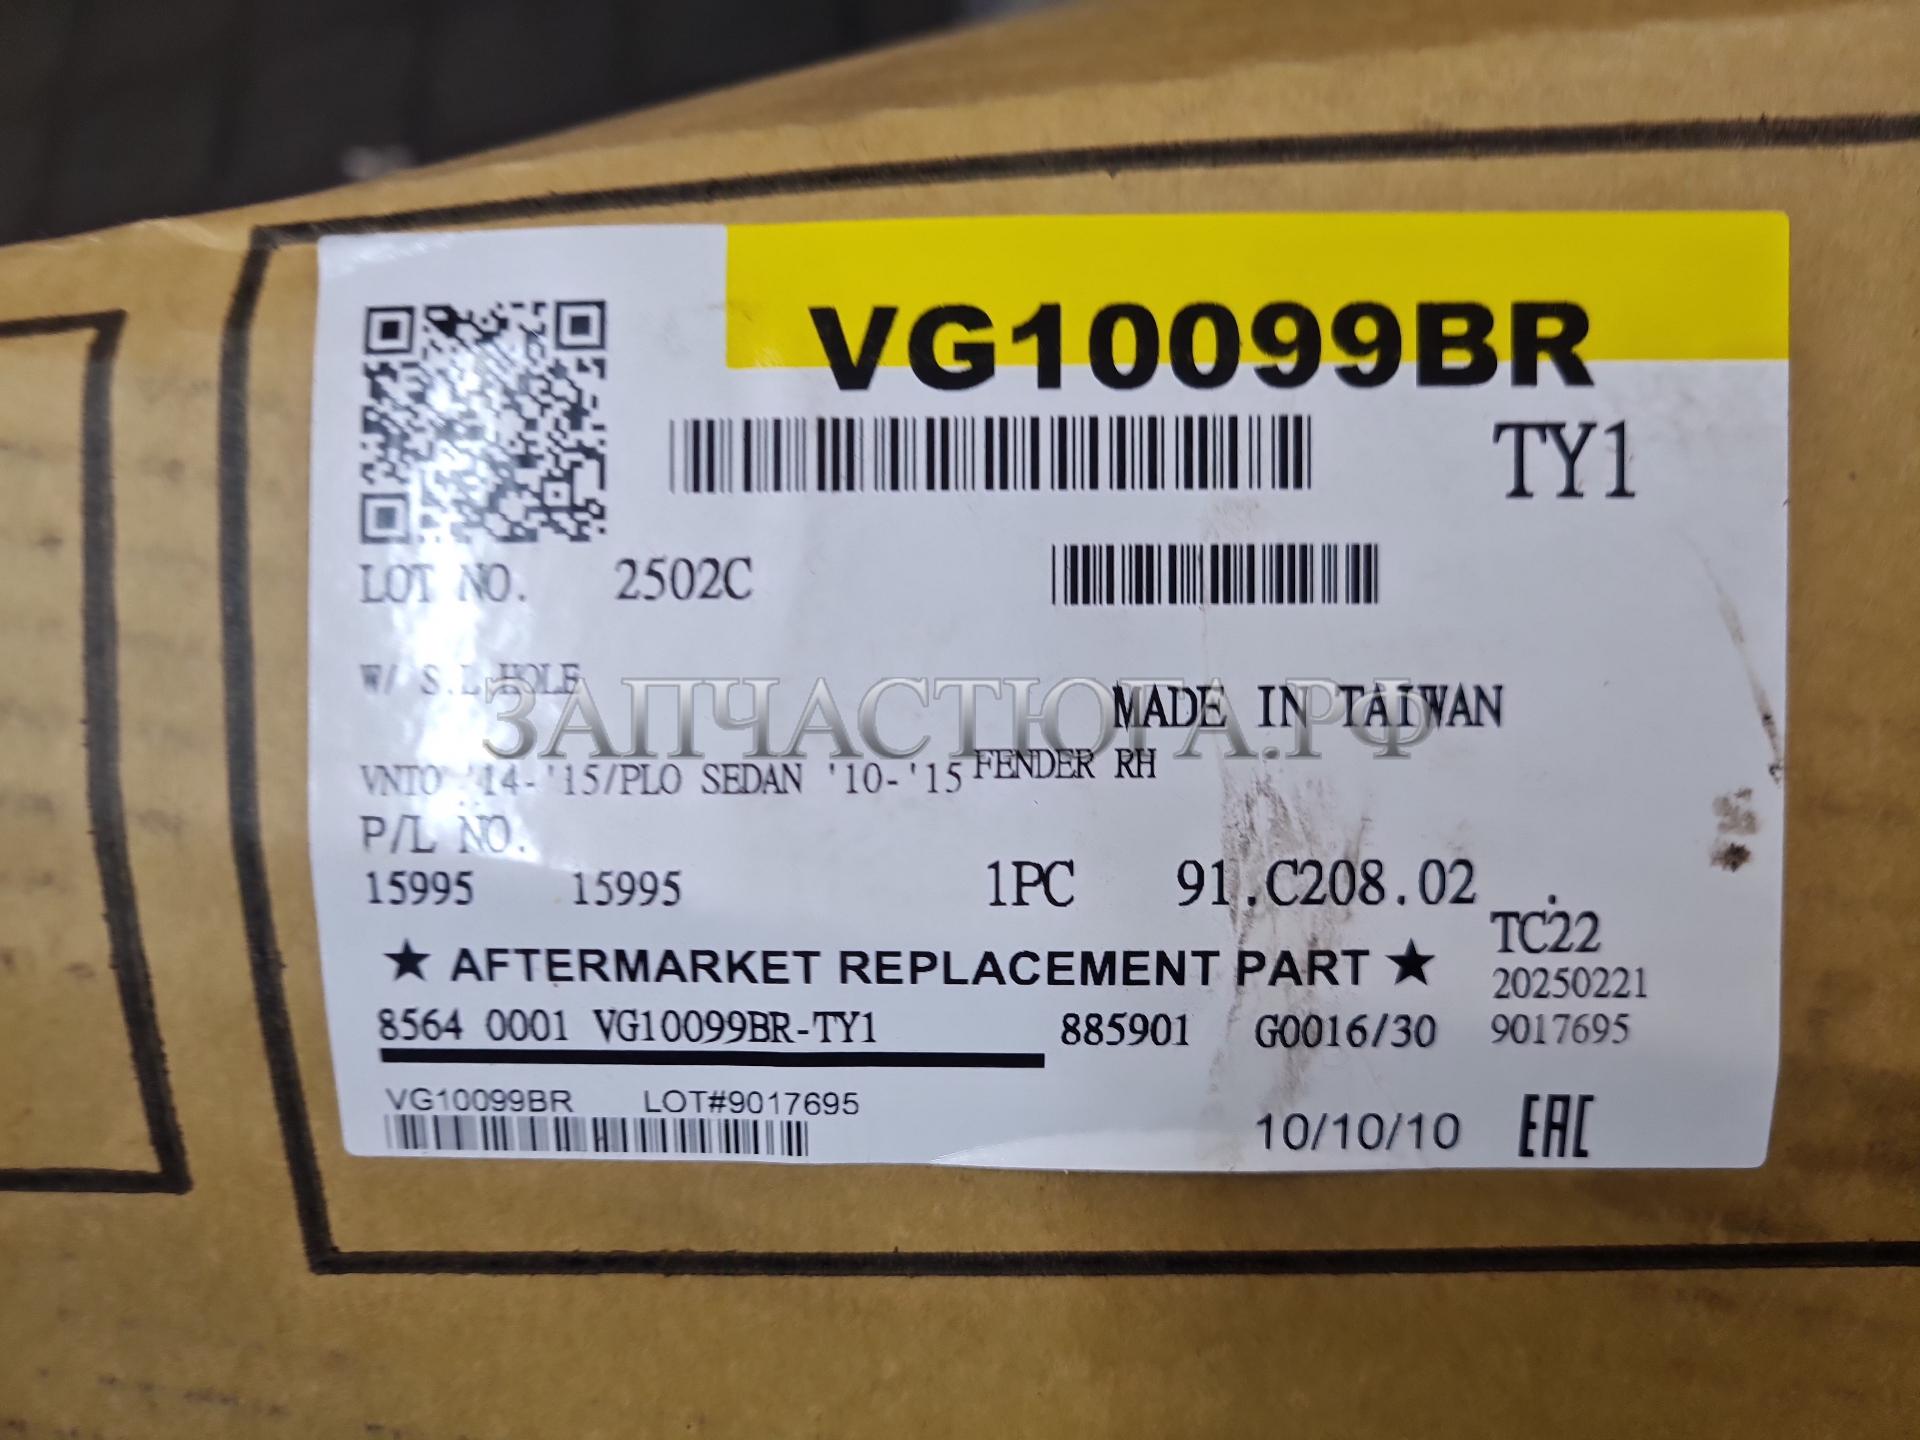 VG10099BR
TY1
LOT NO. 2502C
W/ S.L.HOLE
MADE IN TAIWAN
ЗАПЧАСТЮГА.РФ
VNTO '14-'15/PLO SEDAN '10-'15 FENDER RH
P/L NO.
15995 15995 1PC 91.C208.02
TC22
★ AFTERMARKET REPLACEMENT PART ★
20250221
8564 0001 VG10099BR-TY1 885901 G0016/30 9017695
VG10099BR LOT#9017695
10/10/10 EAC